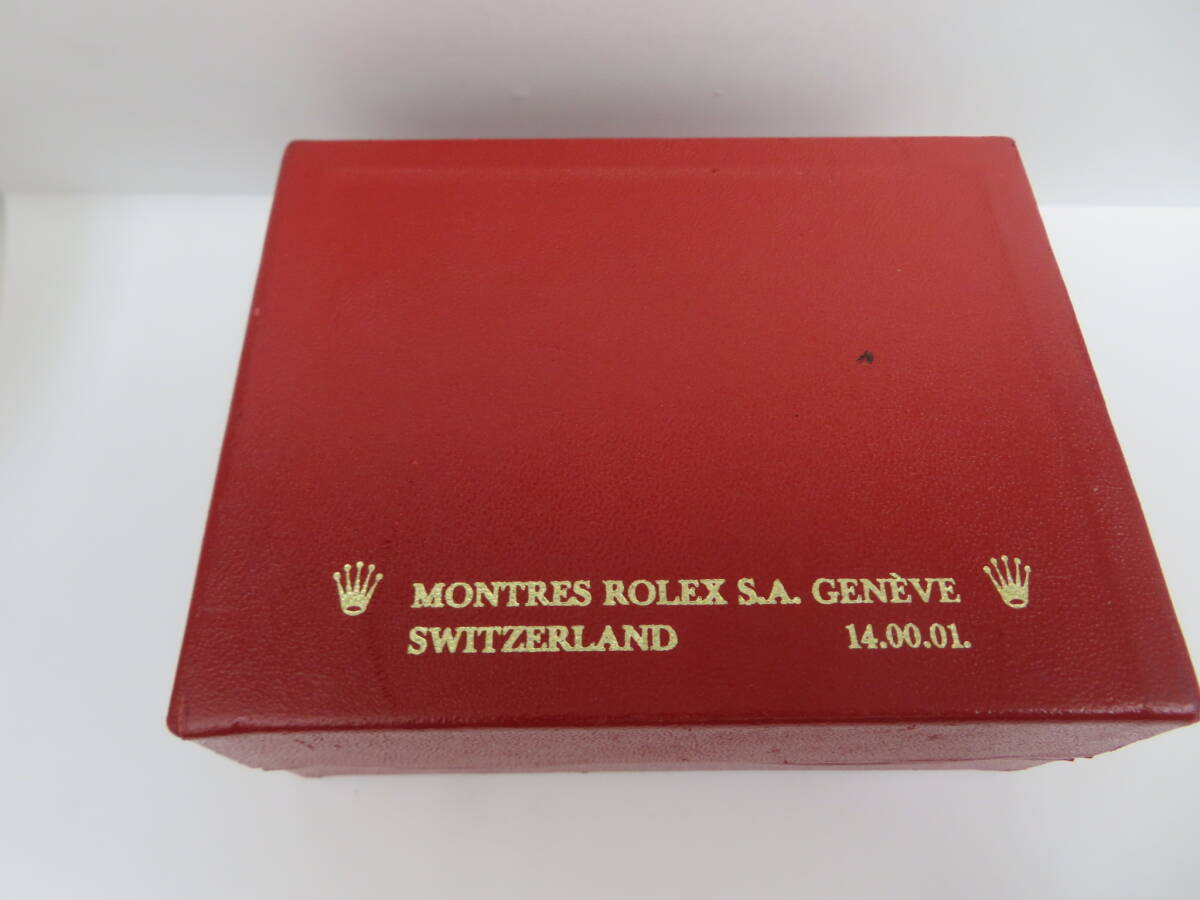 MONTRES ROLEX S.A. GENÈVE
SWITZERLAND 14.00.01.